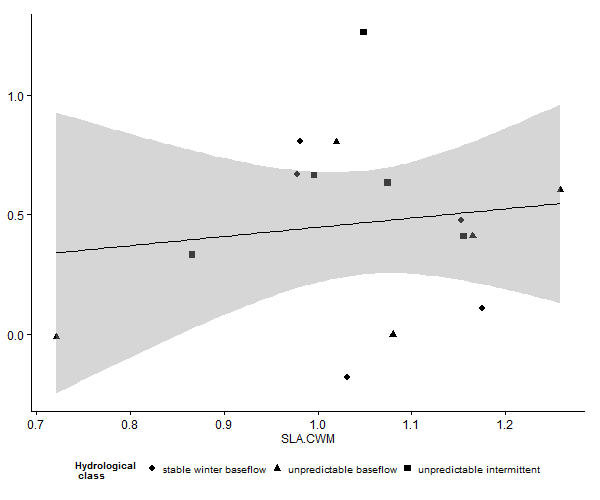 1.0
0.5
0.0
0.7 0.8 0.9 1.0 1.1 1.2
SLA.CWM
Hydrological
class
stable winter baseflow unpredictable baseflow unpredictable intermittent